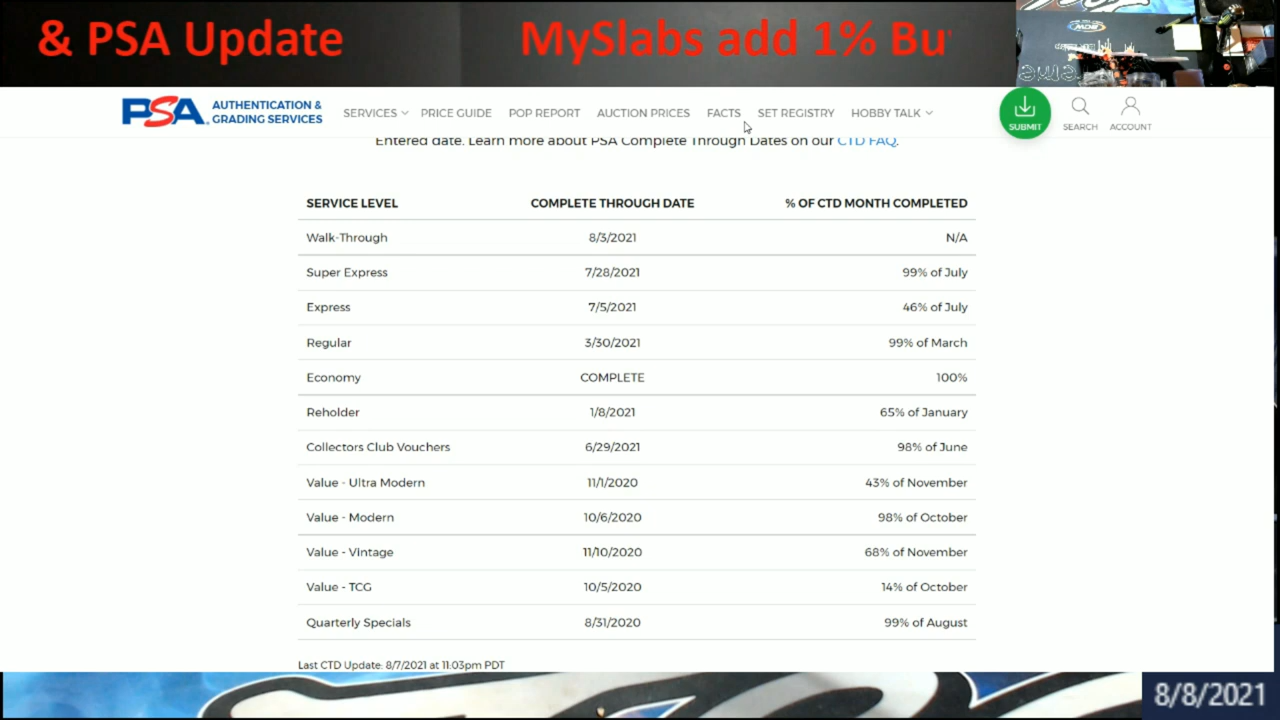 & PSA Update
MySlabs add 1% Bu
PSA AUTHENTICATION &
GRADING SERVICES
SERVICES PRICE GUIDE POP REPORT AUCTION PRICES FACTS SET REGISTRY HOBBY TALK SUBMIT SEARCH ACCOUNT
Entered date. Learn more about PSA Complete Through Dates on our CTD FAQ.
SERVICE LEVEL COMPLETE THROUGH DATE % OF CTD MONTH COMPLETED
Walk-Through 8/3/2021 N/A
Super Express 7/28/2021 99% of July
Express 7/5/2021 46% of July
Regular 3/30/2021 99% of March
Economy COMPLETE 100%
Reholder 1/8/2021 65% of January
Collectors Club Vouchers 6/29/2021 98% of June
Value - Ultra Modern 11/1/2020 43% of November
Value - Modern 10/6/2020 98% of October
Value - Vintage 11/10/2020 68% of November
Value - TCG 10/5/2020 14% of October
Quarterly Specials 8/31/2020 99% of August
Last CTD Update: 8/7/2021 at 11:03pm PDT
8/8/2021